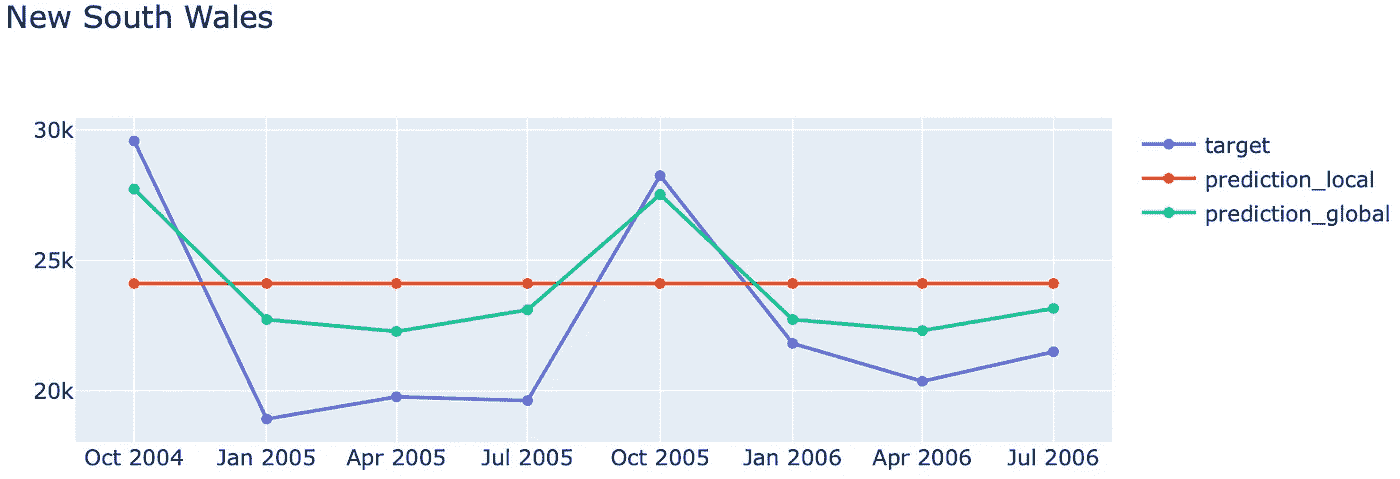 New South Wales
30k
25k
20k
Oct 2004 Jan 2005 Apr 2005 Jul 2005 Oct 2005 Jan 2006 Apr 2006 Jul 2006
target
prediction_local
prediction_global